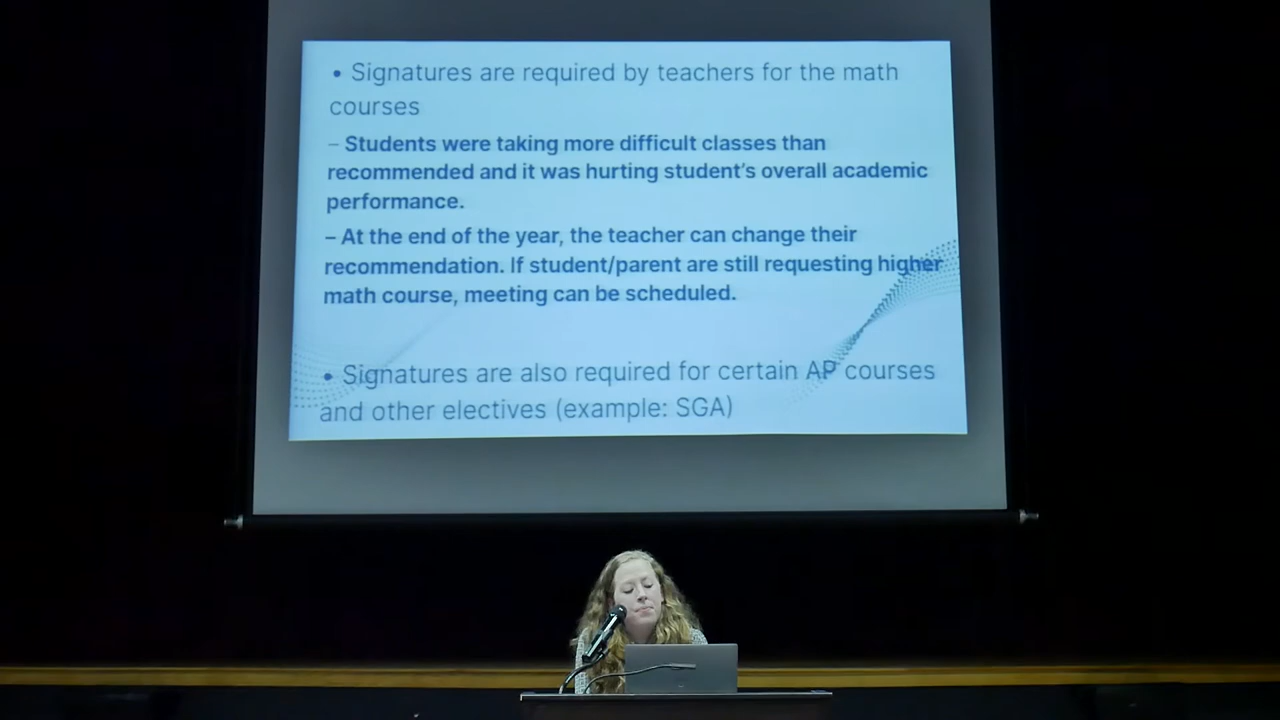 • Signatures are required by teachers for the math
courses
– Students were taking more difficult classes than
recommended and it was hurting student's overall academic
performance.
– At the end of the year, the teacher can change their
recommendation. If student/parent are still requesting higher
math course, meeting can be scheduled.
• Signatures are also required for certain AP courses
and other electives (example: SGA)